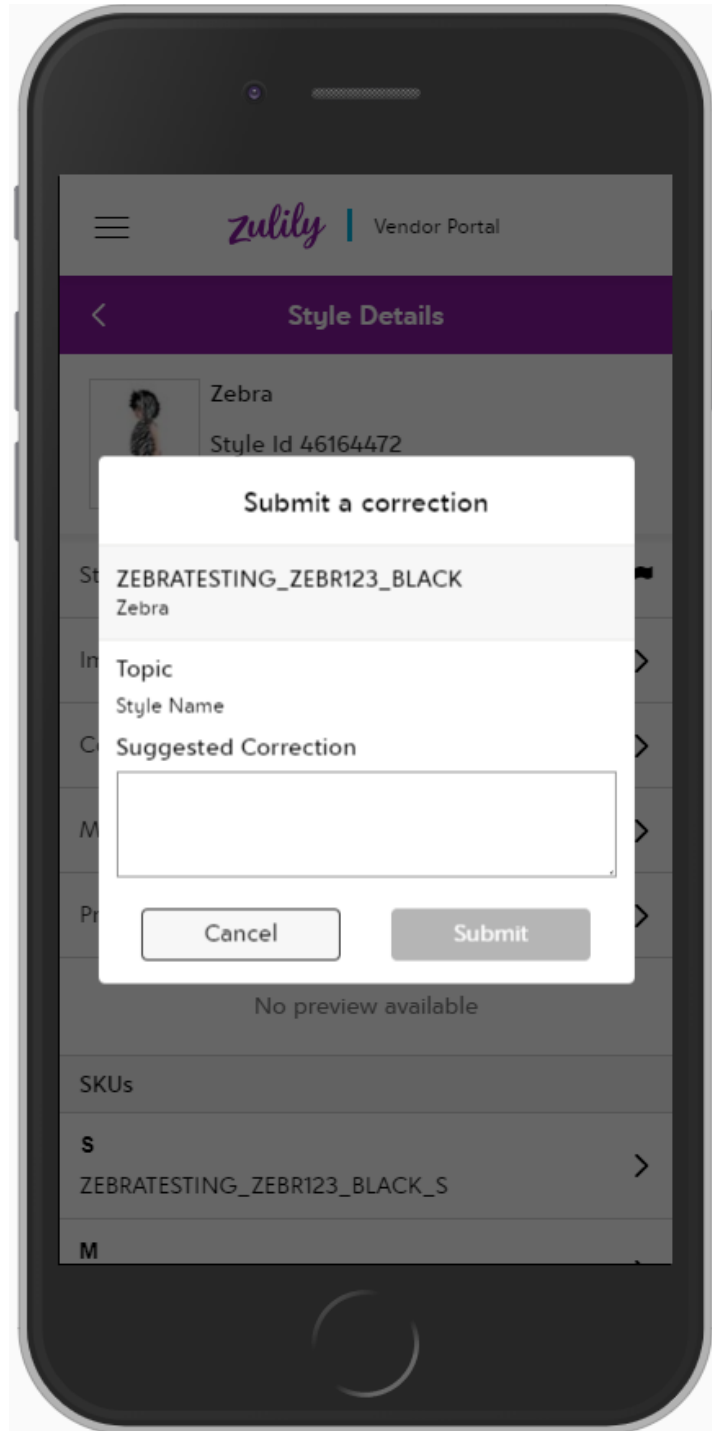 zulily | Vendor Portal
Style Details
Zebra
Style Id 46164472
Submit a correction
ZEBRATESTING_ZEBR123_BLACK
Zebra
Topic
Style Name
Suggested Correction
Cancel
Submit
No preview available
SKUs
S
ZEBRATESTING_ZEBR123_BLACK_S
M